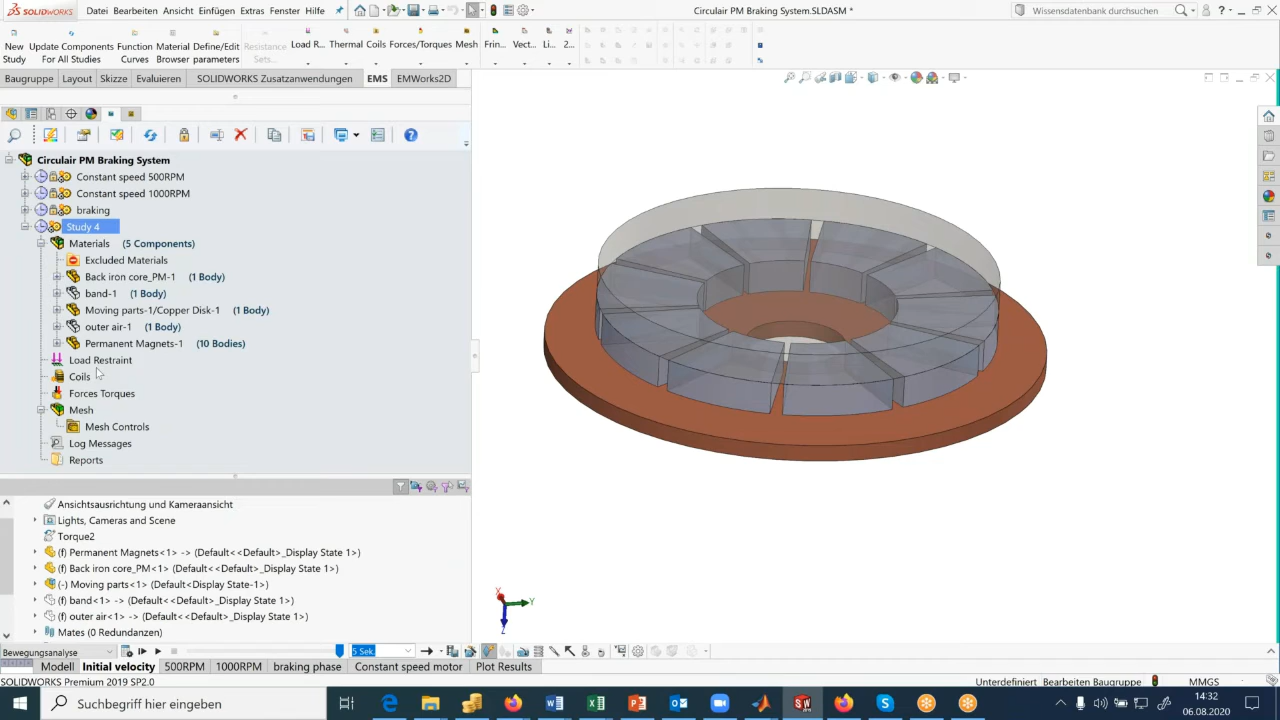 SOLIDWORKS
Datei Bearbeiten Ansicht Einfügen EMS Extras Fenster Hilfe
Circulair PM Braking System.SLDASM *
Wissensdatenbank durchsuchen
New Study
Update Components For All Studies
Function Curves
Material Browser
Define/Edit parameters
Resistance Sets...
Load R...
Thermal
Coils
Forces/Torques
Mesh
Frin...
Vect...
Li...
2...
Baugruppe Layout Skizze Evaluieren SOLIDWORKS Zusatzanwendungen EMS EMWorks2D
Circulair PM Braking System
Constant speed 500RPM
Constant speed 1000RPM
braking
Study 4
Materials (5 Components)
Excluded Materials
Back iron core_PM-1 (1 Body)
band-1 (1 Body)
Moving parts-1/Copper Disk-1 (1 Body)
outer air-1 (1 Body)
Permanent Magnets-1 (10 Bodies)
Load Restraint
Coils
Forces Torques
Mesh
Mesh Controls
Log Messages
Reports
Ansichtsausrichtung und Kameraansicht
Lights, Cameras and Scene
Torque2
(f) Permanent Magnets<1> -> (Default<<Default>_Display State 1>)
(f) Back iron core_PM<1> (Default<<Default>_Display State 1>)
(-) Moving parts<1> (Default<Display State-1>)
(f) band<1> (Default<<Default>_Display State 1>)
(f) outer air<1> (Default<<Default>_Display State 1>)
Mates (0 Redundanzen)
X
Y
Z
Bewegungsanalyse
5 Sek.
Modell Initial velocity 500RPM 1000RPM braking phase Constant speed motor Plot Results
SOLIDWORKS Premium 2019 SP2.0
Unterdefiniert Bearbeiten Baugruppe
MMGS
Suchbegriff hier eingeben
14:32
06.08.2020